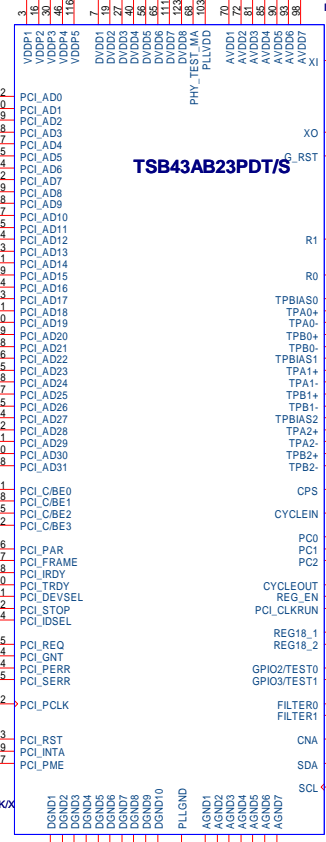 3 16 30 46 116 7 19 27 40 56 65 111 123 68 103 70 72 81 85 90 93 98
VDDP1 VDDP2 VDDP3 VDDP4 VDDP5 DVDD1 DVDD2 DVDD3 DVDD4 DVDD5 DVDD6 DVDD7 DVDD8 PHY_TEST_MA PLLVDD AVDD1 AVDD2 AVDD3 AVDD4 AVDD5 AVDD6 AVDD7
XI
PCI_AD0
PCI_AD1
PCI_AD2
PCI_AD3 XO
PCI_AD4
PCI_AD5 G_RST
TSB43AB23PDT/S
PCI_AD6
PCI_AD7
PCI_AD8
PCI_AD9
PCI_AD10
PCI_AD11
PCI_AD12 R1
PCI_AD13
PCI_AD14
PCI_AD15 R0
PCI_AD16
PCI_AD17 TPBIAS0
PCI_AD18 TPA0+
PCI_AD19 TPA0-
PCI_AD20 TPB0+
PCI_AD21 TPB0-
PCI_AD22 TPBIAS1
PCI_AD23 TPA1+
PCI_AD24 TPA1-
PCI_AD25 TPB1+
PCI_AD26 TPB1-
PCI_AD27 TPBIAS2
PCI_AD28 TPA2+
PCI_AD29 TPA2-
PCI_AD30 TPB2+
PCI_AD31 TPB2-
PCI_C/BE0 CPS
PCI_C/BE1
PCI_C/BE2 CYCLEIN
PCI_C/BE3
PC0
PCI_PAR PC1
PCI_FRAME PC2
PCI_IRDY
PCI_TRDY CYCLEOUT
PCI_DEVSEL REG_EN
PCI_STOP PCI_CLKRUN
PCI_IDSEL
REG18_1
PCI_REQ REG18_2
PCI_GNT
PCI_PERR GPIO2/TEST0
PCI_SERR GPIO3/TEST1
PCI_PCLK FILTER0
FILTER1
PCI_RST CNA
PCI_INTA
PCI_PME SDA
SCL
K/X
DGND1 DGND2 DGND3 DGND4 DGND5 DGND6 DGND7 DGND8 DGND9 DGND10 PLLGND AGND1 AGND2 AGND3 AGND4 AGND5 AGND6 AGND7